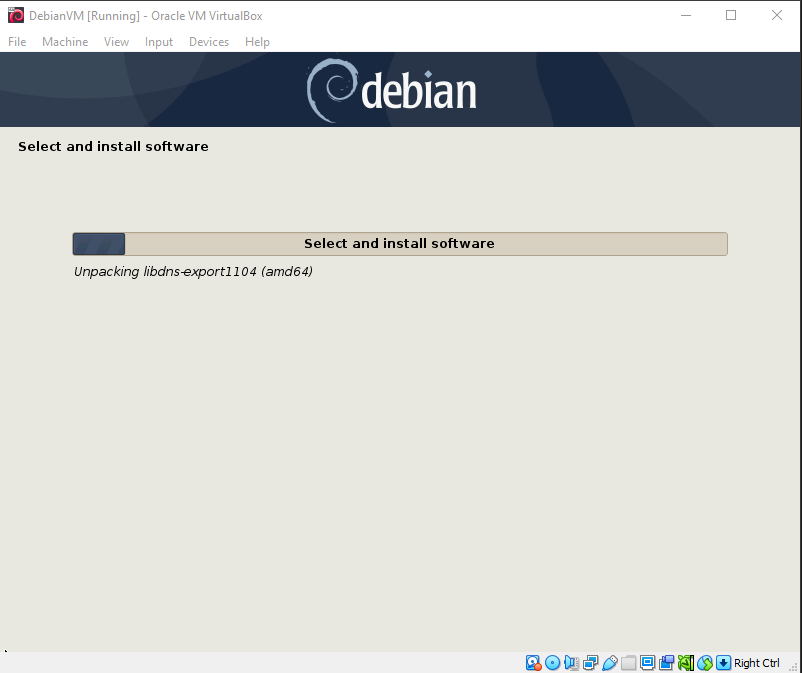 DebianVM [Running] - Oracle VM VirtualBox
File Machine View Input Devices Help
debian
Select and install software
Select and install software
Unpacking libdns-export1104 (amd64)
Right Ctrl